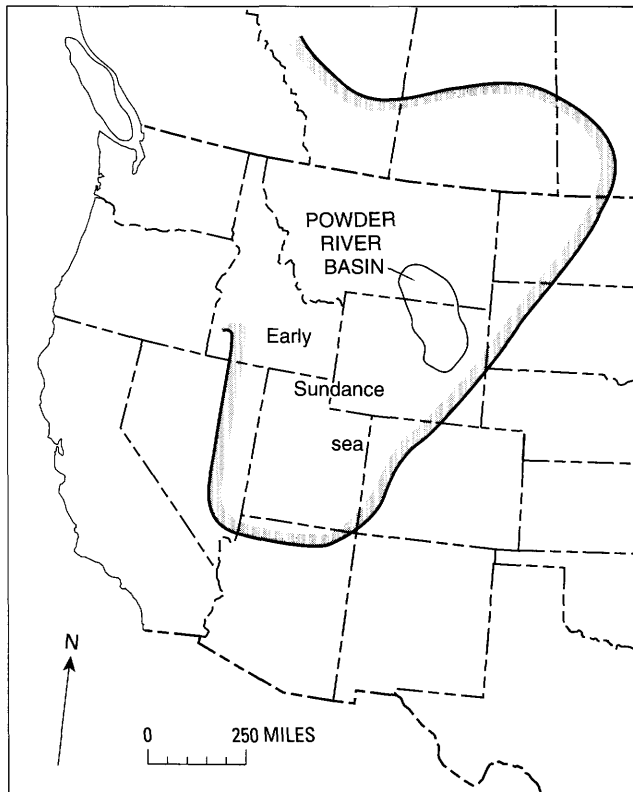 POWDER
RIVER
BASIN
Early
Sundance
sea
N
0 250 MILES